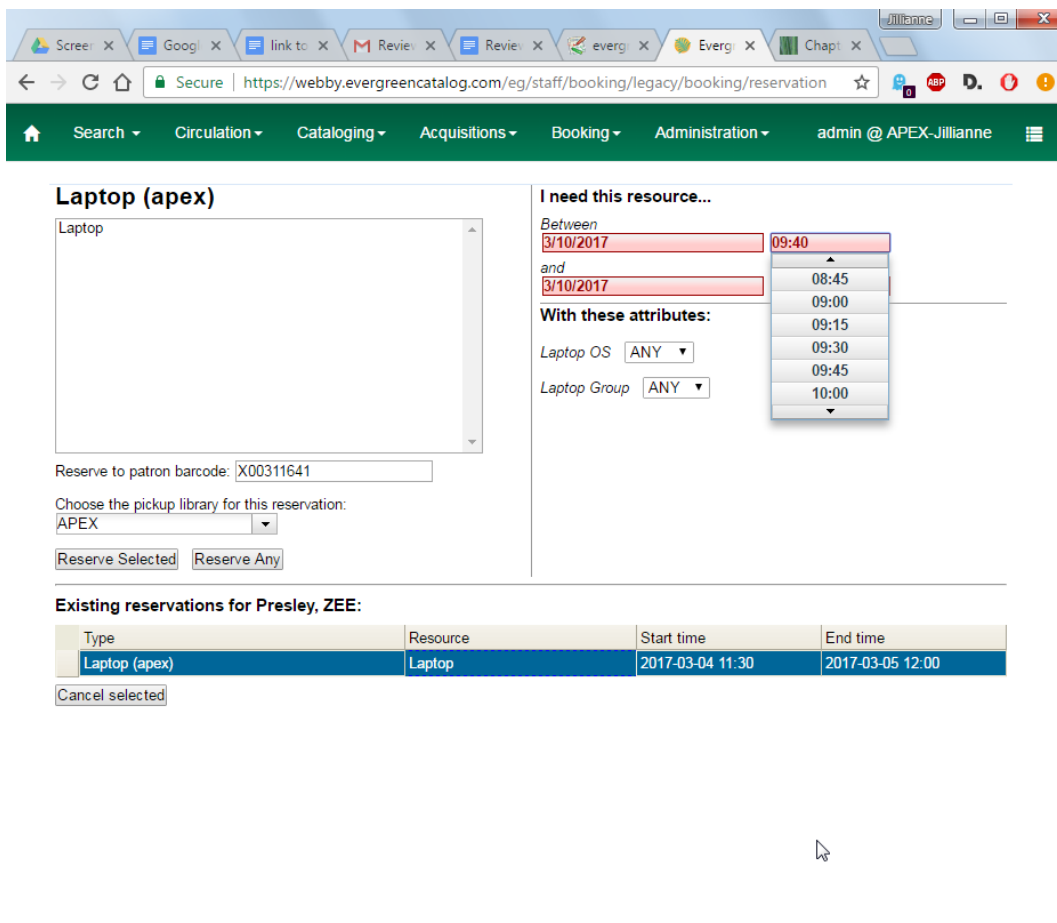 Jillianne
Screer
Googl
link to
Reviev
Reviev
everg
Everg
Chapt
Secure | https://webby.evergreencatalog.com/eg/staff/booking/legacy/booking/reservation
0
ABP
D.
Search
Circulation
Cataloging
Acquisitions
Booking
Administration
admin @ APEX-Jillianne
Laptop (apex)
Laptop
Reserve to patron barcode: X00311641
Choose the pickup library for this reservation:
APEX
Reserve Selected
Reserve Any
I need this resource...
Between
3/10/2017 09:40
and
3/10/2017
08:45
09:00
09:15
09:30
09:45
10:00
With these attributes:
Laptop OS ANY
Laptop Group ANY
Existing reservations for Presley, ZEE:
Type Resource Start time End time
Laptop (apex) Laptop 2017-03-04 11:30 2017-03-05 12:00
Cancel selected